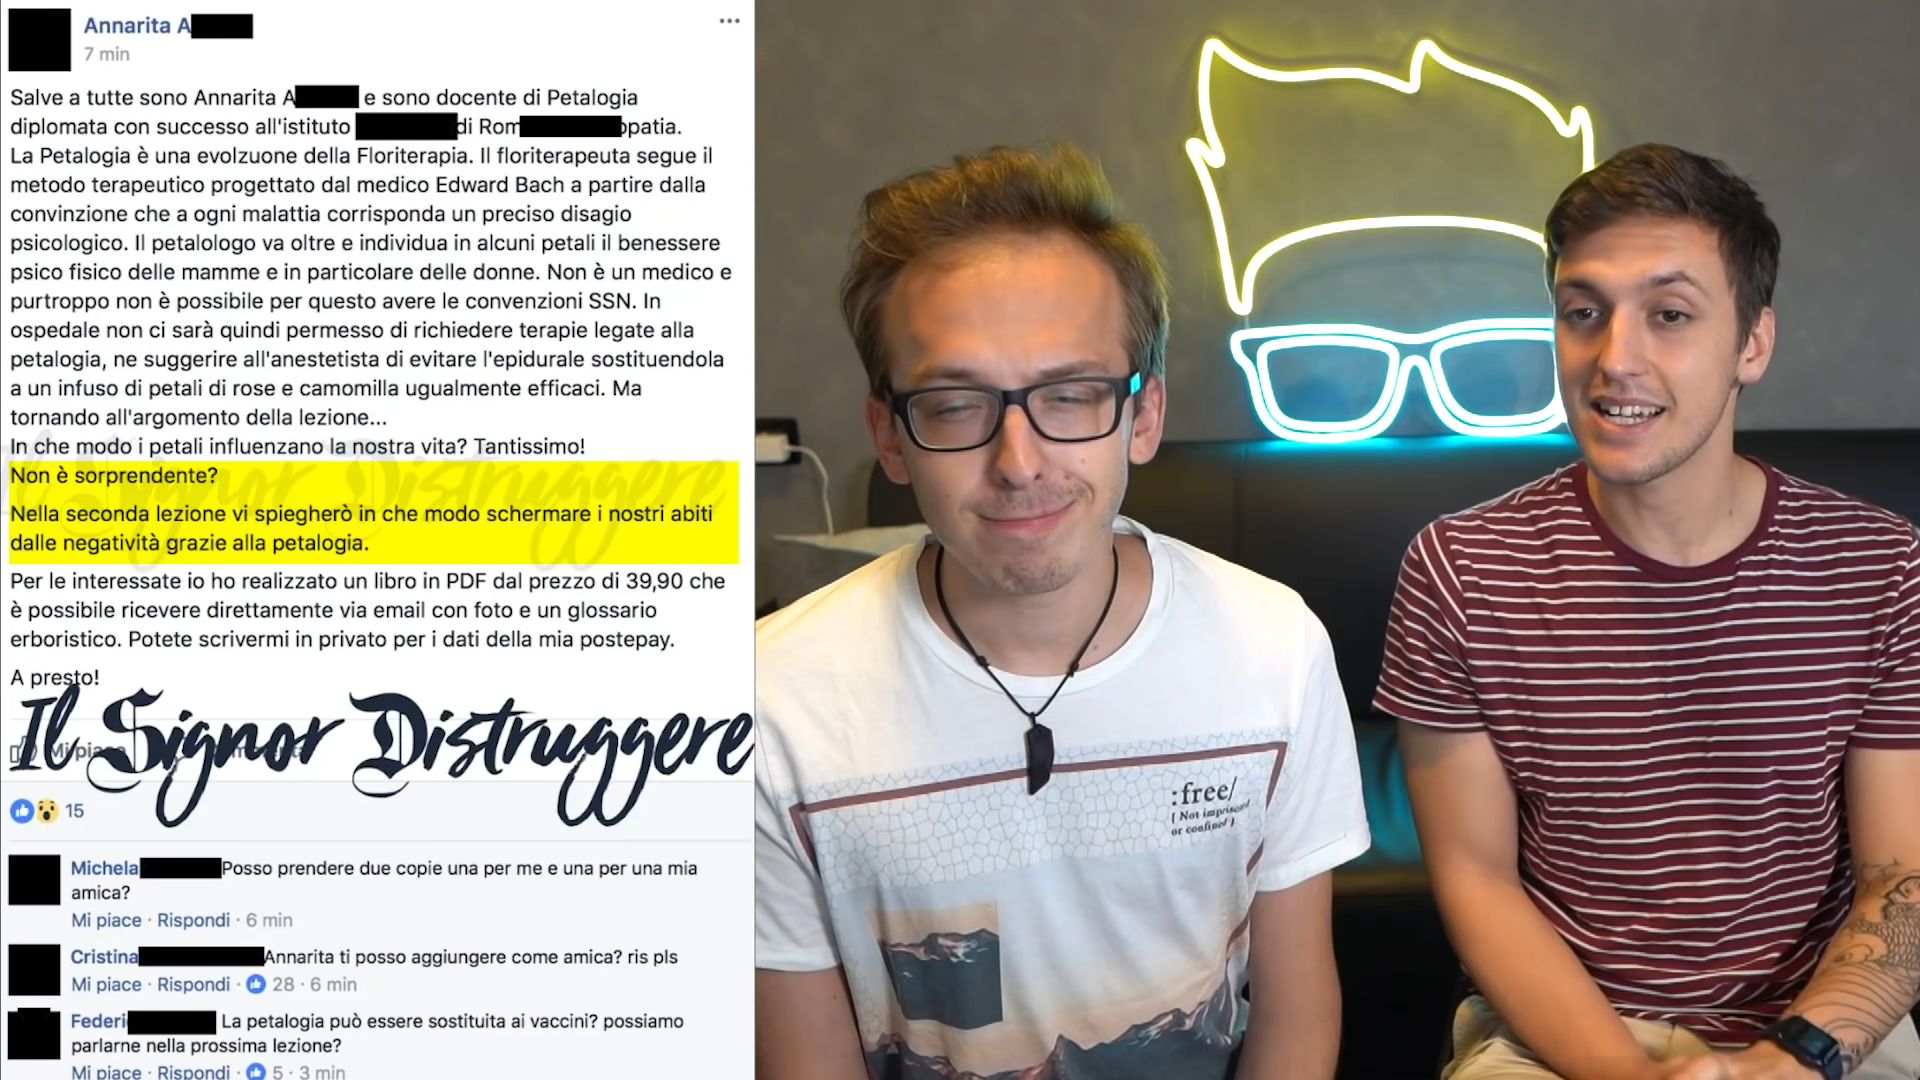 Annarita A
7 min
Salve a tutte sono Annarita A e sono docente di Petalogia
diplomata con successo all'istituto di Rom opatia.
La Petalogia è una evolzuone della Floriterapia. Il floriterapeuta segue il
metodo terapeutico progettato dal medico Edward Bach a partire dalla
convinzione che a ogni malattia corrisponda un preciso disagio
psicologico. Il petalologo va oltre e individua in alcuni petali il benessere
psico fisico delle mamme e in particolare delle donne. Non è un medico e
purtroppo non è possibile per questo avere le convenzioni SSN. In
ospedale non ci sarà quindi permesso di richiedere terapie legate alla
petalogia, ne suggerire all'anestetista di evitare l'epidurale sostituendola
a un infuso di petali di rose e camomilla ugualmente efficaci. Ma
tornando all'argomento della lezione...
In che modo i petali influenzano la nostra vita? Tantissimo!
Il Signor Distruggere
Non è sorprendente?
Nella seconda lezione vi spiegherò in che modo schermare i nostri abiti
dalle negatività grazie alla petalogia.
Per le interessate io ho realizzato un libro in PDF dal prezzo di 39,90 che
è possibile ricevere direttamente via email con foto e un glossario
erboristico. Potete scrivermi in privato per i dati della mia postepay.
A presto!
Il Signor Distruggere
Mi piace
15
Michela Posso prendere due copie una per me e una per una mia
amica?
Mi piace · Rispondi · 6 min
Cristina Annarita ti posso aggiungere come amica? ris pls
Mi piace · Rispondi · 28 · 6 min
Federi La petalogia può essere sostituita ai vaccini? possiamo
parlarne nella prossima lezione?
Mi piace · Rispondi · 5 · 3 min
:free/
[ Not imprisoned
or confined ]